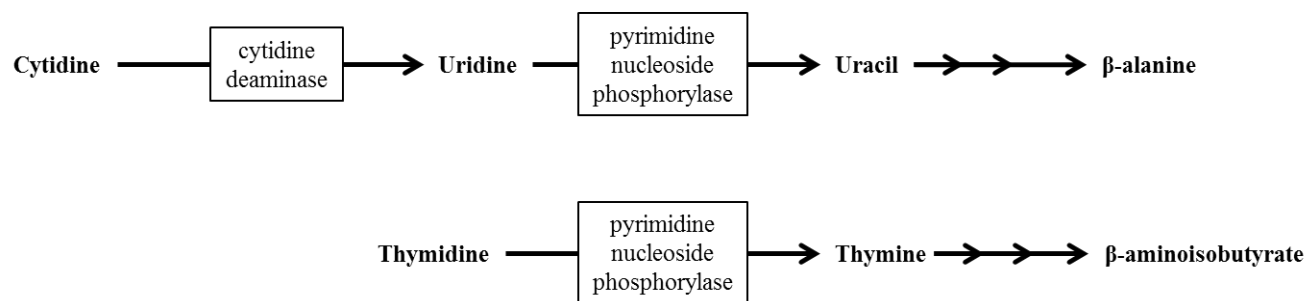 Cytidine
cytidine
deaminase
Uridine
pyrimidine
nucleoside
phosphorylase
Uracil
β-alanine
Thymidine
pyrimidine
nucleoside
phosphorylase
Thymine
β-aminoisobutyrate